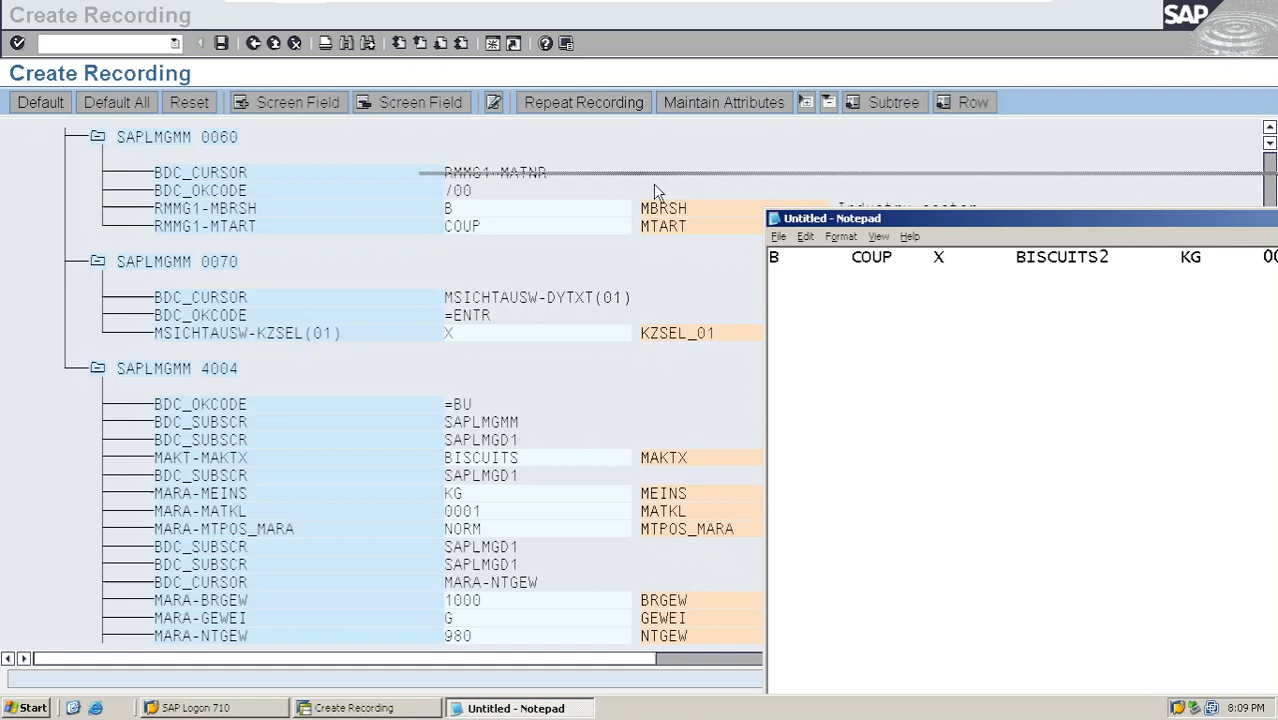 Create Recording
SAP
Create Recording
Default Default All Reset Screen Field Screen Field Repeat Recording Maintain Attributes Subtree Row
SAPLMGMM 0060
BDC_CURSOR RMMG1-MATNR
BDC_OKCODE /00
RMMG1-MBRSH B MBRSH Industry sector
RMMG1-MTART COUP MTART
SAPLMGMM 0070
BDC_CURSOR MSICHTAUSW-DYTXT(01)
BDC_OKCODE =ENTR
MSICHTAUSW-KZSEL(01) X KZSEL_01
SAPLMGMM 4004
BDC_OKCODE =BU
BDC_SUBSCR SAPLMGMM
BDC_SUBSCR SAPLMGD1
MAKT-MAKTX BISCUITS MAKTX
BDC_SUBSCR SAPLMGD1
MARA-MEINS KG MEINS
MARA-MATKL 0001 MATKL
MARA-MTPOS_MARA NORM MTPOS_MARA
BDC_SUBSCR SAPLMGD1
BDC_SUBSCR SAPLMGD1
BDC_CURSOR MARA-NTGEW
MARA-BRGEW 1000 BRGEW
MARA-GEWEI G GEWEI
MARA-NTGEW 980 NTGEW
Untitled - Notepad
File Edit Format View Help
B COUP X BISCUITS2 KG 00
Start SAP Logon 710 Create Recording Untitled - Notepad 8:09 PM